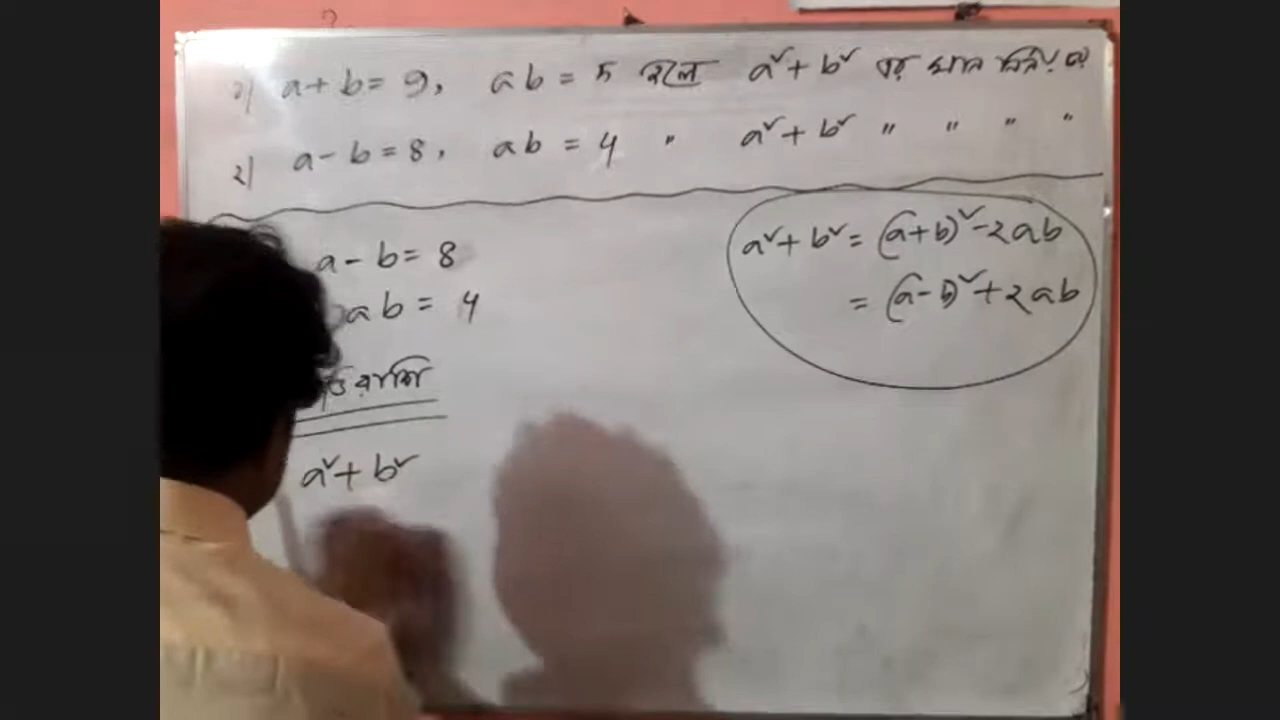 ১) a + b = 9, ab = 5 হলে a² + b² এর মান নির্ণয় কর
২) a - b = 8, ab = 4 " a² + b² " " " "
a - b = 8
ab = 4
রাশি
a² + b²
a² + b² = (a+b)² - 2ab
= (a-b)² + 2ab